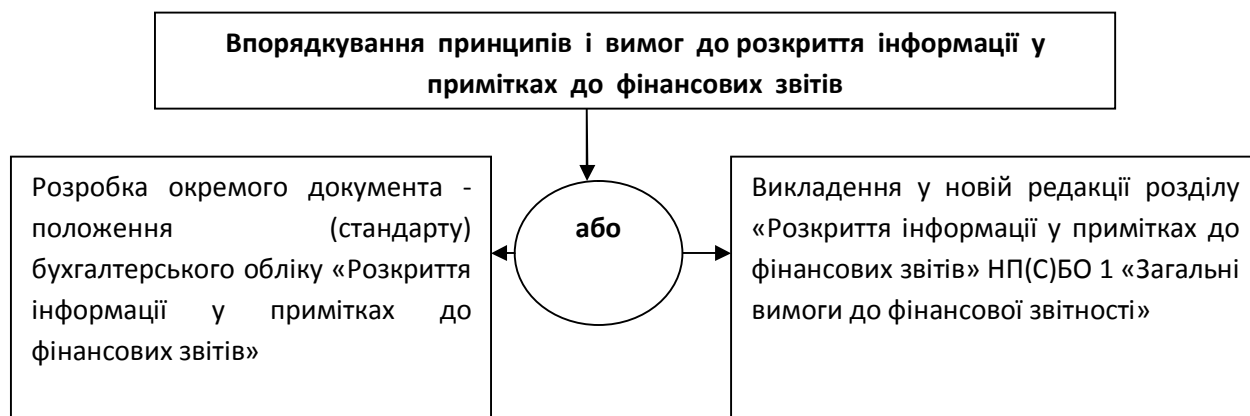 Впорядкування принципів і вимог до розкриття інформації у
примітках до фінансових звітів
Розробка окремого документа -
положення (стандарту)
бухгалтерського обліку «Розкриття
інформації у примітках до
фінансових звітів»
або
Викладення у новій редакції розділу
«Розкриття інформації у примітках до
фінансових звітів» НП(С)БО 1 «Загальні
вимоги до фінансової звітності»